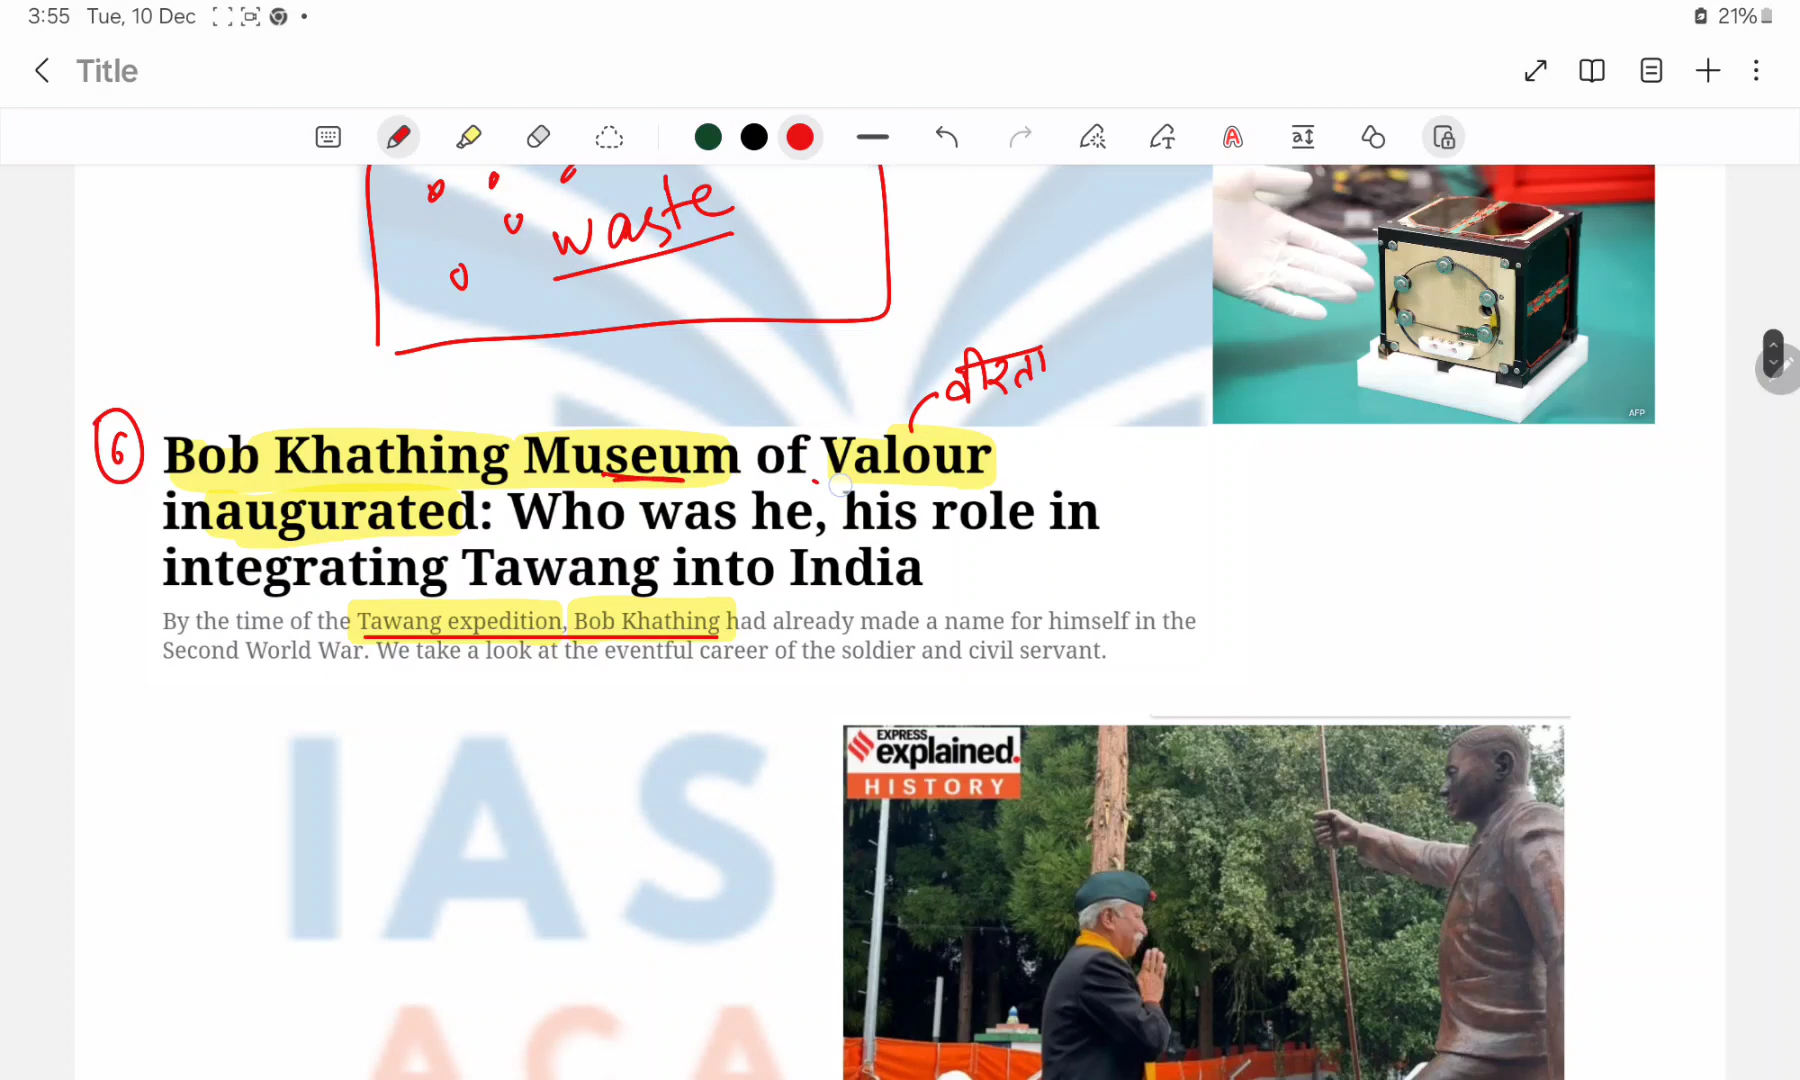 3:55 Tue, 10 Dec
21%
Title
waste
AFP
वीरता
6
Bob Khathing Museum of Valour
inaugurated: Who was he, his role in
integrating Tawang into India
By the time of the Tawang expedition, Bob Khathing had already made a name for himself in the
Second World War. We take a look at the eventful career of the soldier and civil servant.
IAS
EXPRESS
explained.
HISTORY
ACA